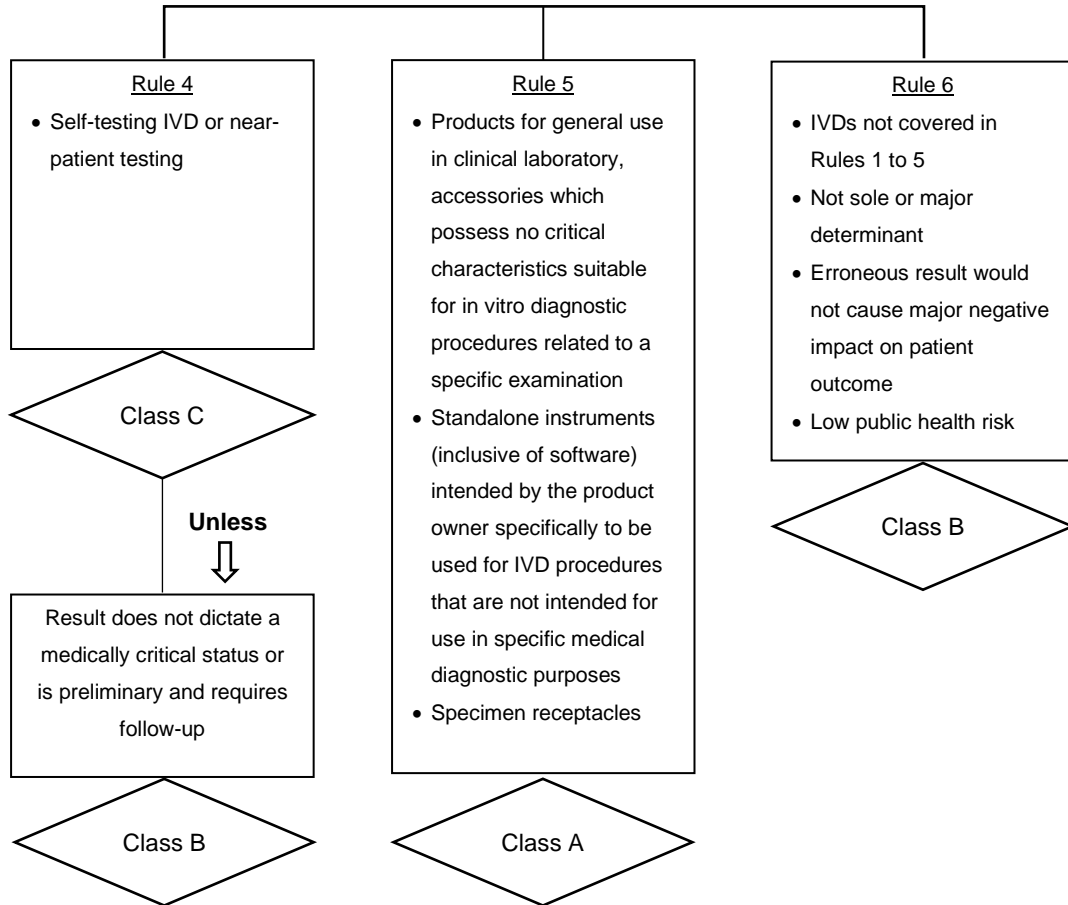 Rule 4
• Self-testing IVD or near-
patient testing
Class C
Unless
Result does not dictate a
medically critical status or
is preliminary and requires
follow-up
Class B
Rule 5
• Products for general use
in clinical laboratory,
accessories which
possess no critical
characteristics suitable
for in vitro diagnostic
procedures related to a
specific examination
• Standalone instruments
(inclusive of software)
intended by the product
owner specifically to be
used for IVD procedures
that are not intended for
use in specific medical
diagnostic purposes
• Specimen receptacles
Class A
Rule 6
• IVDs not covered in
Rules 1 to 5
• Not sole or major
determinant
• Erroneous result would
not cause major negative
impact on patient
outcome
• Low public health risk
Class B